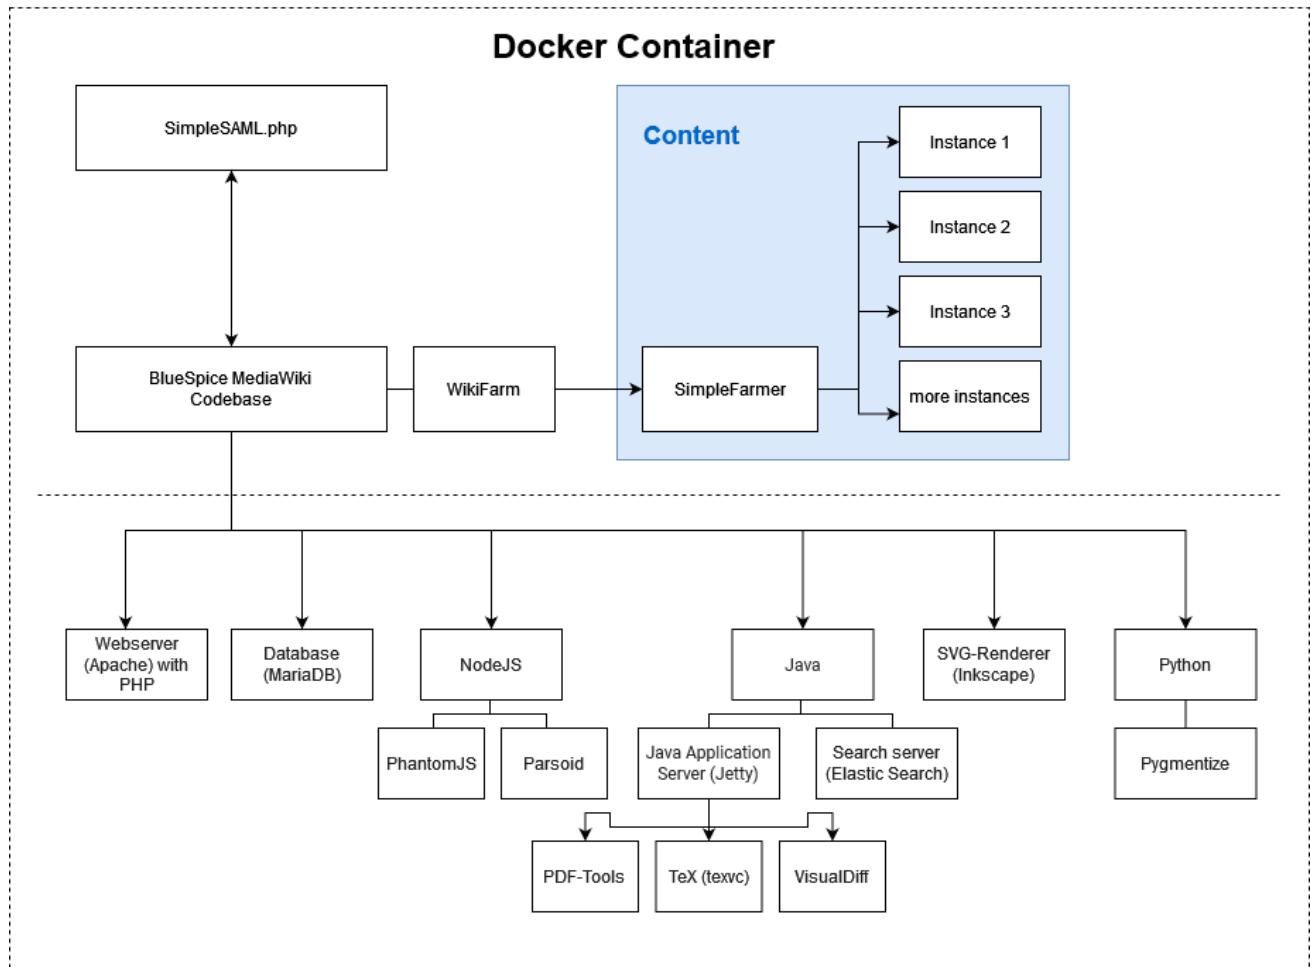 Docker Container
SimpleSAML.php
Content
Instance 1
Instance 2
Instance 3
BlueSpice MediaWiki
Codebase
WikiFarm
SimpleFarmer
more instances
Webserver
(Apache) with
PHP
Database
(MariaDB)
NodeJS
Java
SVG-Renderer
(Inkscape)
Python
PhantomJS
Parsoid
Java Application
Server (Jetty)
Search server
(Elastic Search)
Pygmentize
PDF-Tools
TeX (texvc)
VisualDiff